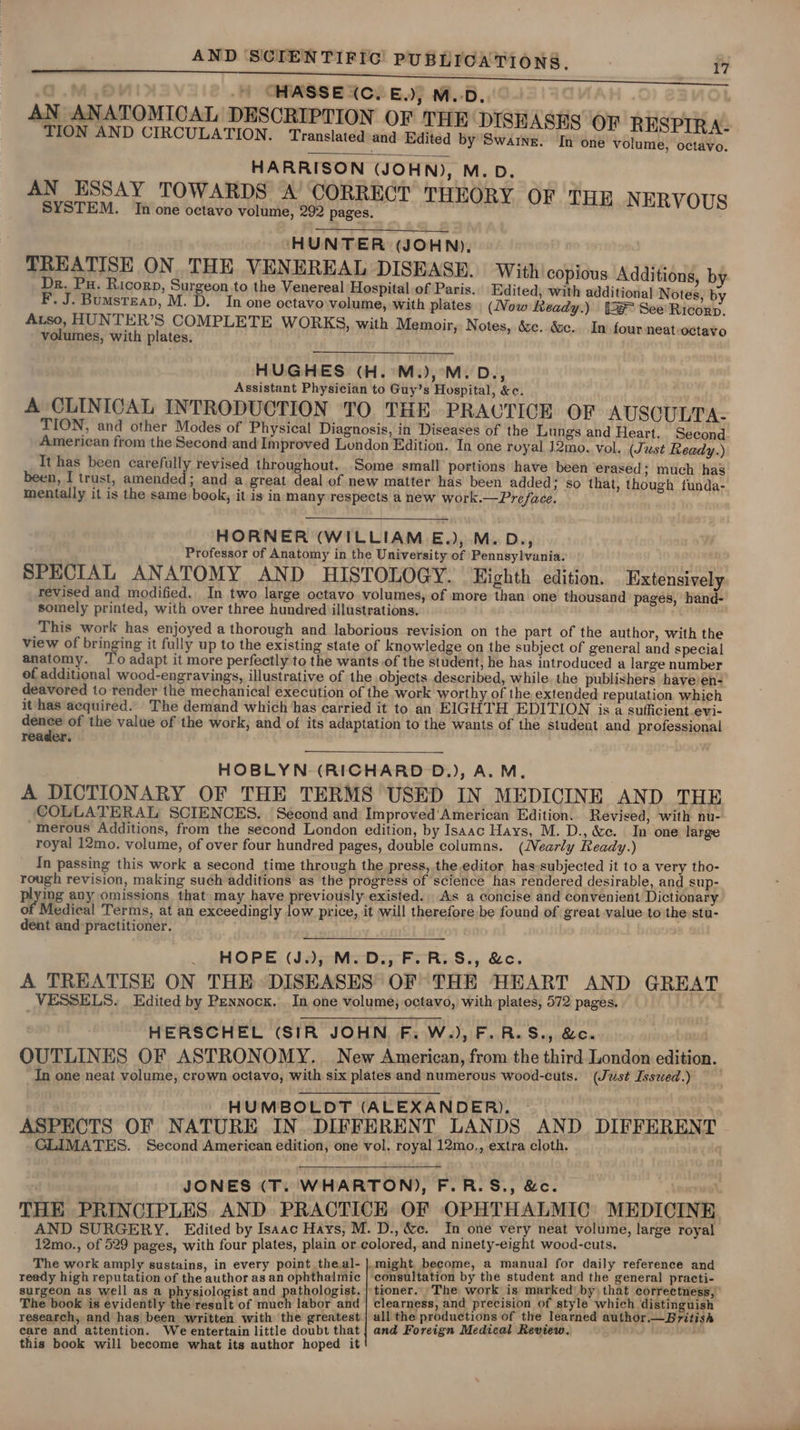 AND SCIENTIFIC PUBLICATIONS. 17
CHASSE (C. E.), M. D.
AN ANATOMICAL DESCRIPTION OF THE DISEASES OF RESPIRA-
TION AND CIRCULATION. Translated and Edited by Swaine. In one volume, octavo.
HARRISON (JOHN), M. D.
AN ESSAY TOWARDS A CORRECT THEORY OF THE NERVOUS
SYSTEM. In one octavo volume, 292 pages.
HUNTER (JOHN).
TREATISE ON THE VENEREAL DISEASE. With copious Additions, by
Dr. Ph. Ricord, Surgeon to the Venereal Hospital of Paris. Edited, with additional Notes, by
F. J. Bumstead, M. D. In one octavo volume, with plates (Now Ready.) ☞ See Ricord.
Also, HUNTER'S COMPLETE WORKS, with Memoir, Notes, &c. &c. In four neat octavo
volumes, with plates.
HUGHES (H. M.), M. D.,
Assistant Physician to Guy's Hospital, &c.
A CLINICAL INTRODUCTION TO THE PRACTICE OF AUSCULTA-
TION, and other Modes of Physical Diagnosis, in Diseases of the Lungs and Heart. Second
American from the Second and Improved London Edition. In one royal 12mo. vol. (Just Ready.)
It has been carefully revised throughout. Some small portions have been erased; much has
been, I trust, amended; and a great deal of new matter has been added; so that, though funda-
mentally it is the same book, it is in many respects a new work.—Preface.
HORNER (WILLIAM E.), M. D.,
Professor of Anatomy in the University of Pennsylvania.
SPECIAL ANATOMY AND HISTOLOGY. Eighth edition. Extensively
revised and modified. In two large octavo volumes, of more than one thousand pages, hand-
somely printed, with over three hundred illustrations.
This work has enjoyed a thorough and laborious revision on the part of the author, with the
view of bringing it fully up to the existing state of knowledge on the subject of general and special
anatomy. To adapt it more perfectly to the wants of the student, he has introduced a large number
of additional wood-engravings, illustrative of the objects described, while the publishers have en-
deavored to render the mechanical execution of the work worthy of the extended reputation which
it has acquired. The demand which has carried it to an EIGHTH EDITION is a sufficient evi-
dence of the value of the work, and of its adaptation to the wants of the student and professional
reader.
HOBLYN (RICHARD D.), A. M.
A DICTIONARY OF THE TERMS USED IN MEDICINE AND THE
COLLATERAL SCIENCES. Second and Improved American Edition. Revised, with nu-
merous Additions, from the second London edition, by Isaac Hays, M. D., &c. In one large
royal 12mo. volume, of over four hundred pages, double columns. (Nearly Ready.)
In passing this work a second time through the press, the editor has subjected it to a very tho-
rough revision, making such additions as the progress of science has rendered desirable, and sup-
plying any omissions that may have previously existed. As a concise and convenient Dictionary
of Medical Terms, at an exceedingly low price, it will therefore be found of great value to the stu-
dent and practitioner.
HOPE (J.), M. D., F. R. S., &c.
A TREATISE ON THE DISEASES OF THE HEART AND GREAT
VESSELS. Edited by Pennock. In one volume, octavo, with plates, 572 pages.
HERSCHEL (SIR JOHN F. W.), F. R. S., &c.
OUTLINES OF ASTRONOMY. New American, from the third London edition.
In one neat volume, crown octavo, with six plates and numerous wood-cuts. (Just Issued.)
HUMBOLDT (ALEXANDER).
ASPECTS OF NATURE IN DIFFERENT LANDS AND DIFFERENT
CLIMATES. Second American edition, one vol. royal 12mo., extra cloth.
JONES (T. WHARTON), F. R. S., &c.
THE PRINCIPLES AND PRACTICE OF OPHTHALMIC MEDICINE
AND SURGERY. Edited by Isaac Hays, M. D., &c. In one very neat volume, large royal
12mo., of 529 pages, with four plates, plain or colored, and ninety-eight wood-cuts.
The work amply sustains, in every point the al-
ready high reputation of the author as an ophthalmic
surgeon as well as a physiologist and pathologist.
The book is evidently the result of much labor and
research, and has been written with the greatest
care and attention. We entertain little doubt that
this book will become what its author hoped it
might become, a manual for daily reference and
consultation by the student and the general practi-
tioner. The work is marked by that correctness,
clearness, and precision of style which distinguish
all the productions of the learned author.—British
and Foreign Medical Review.